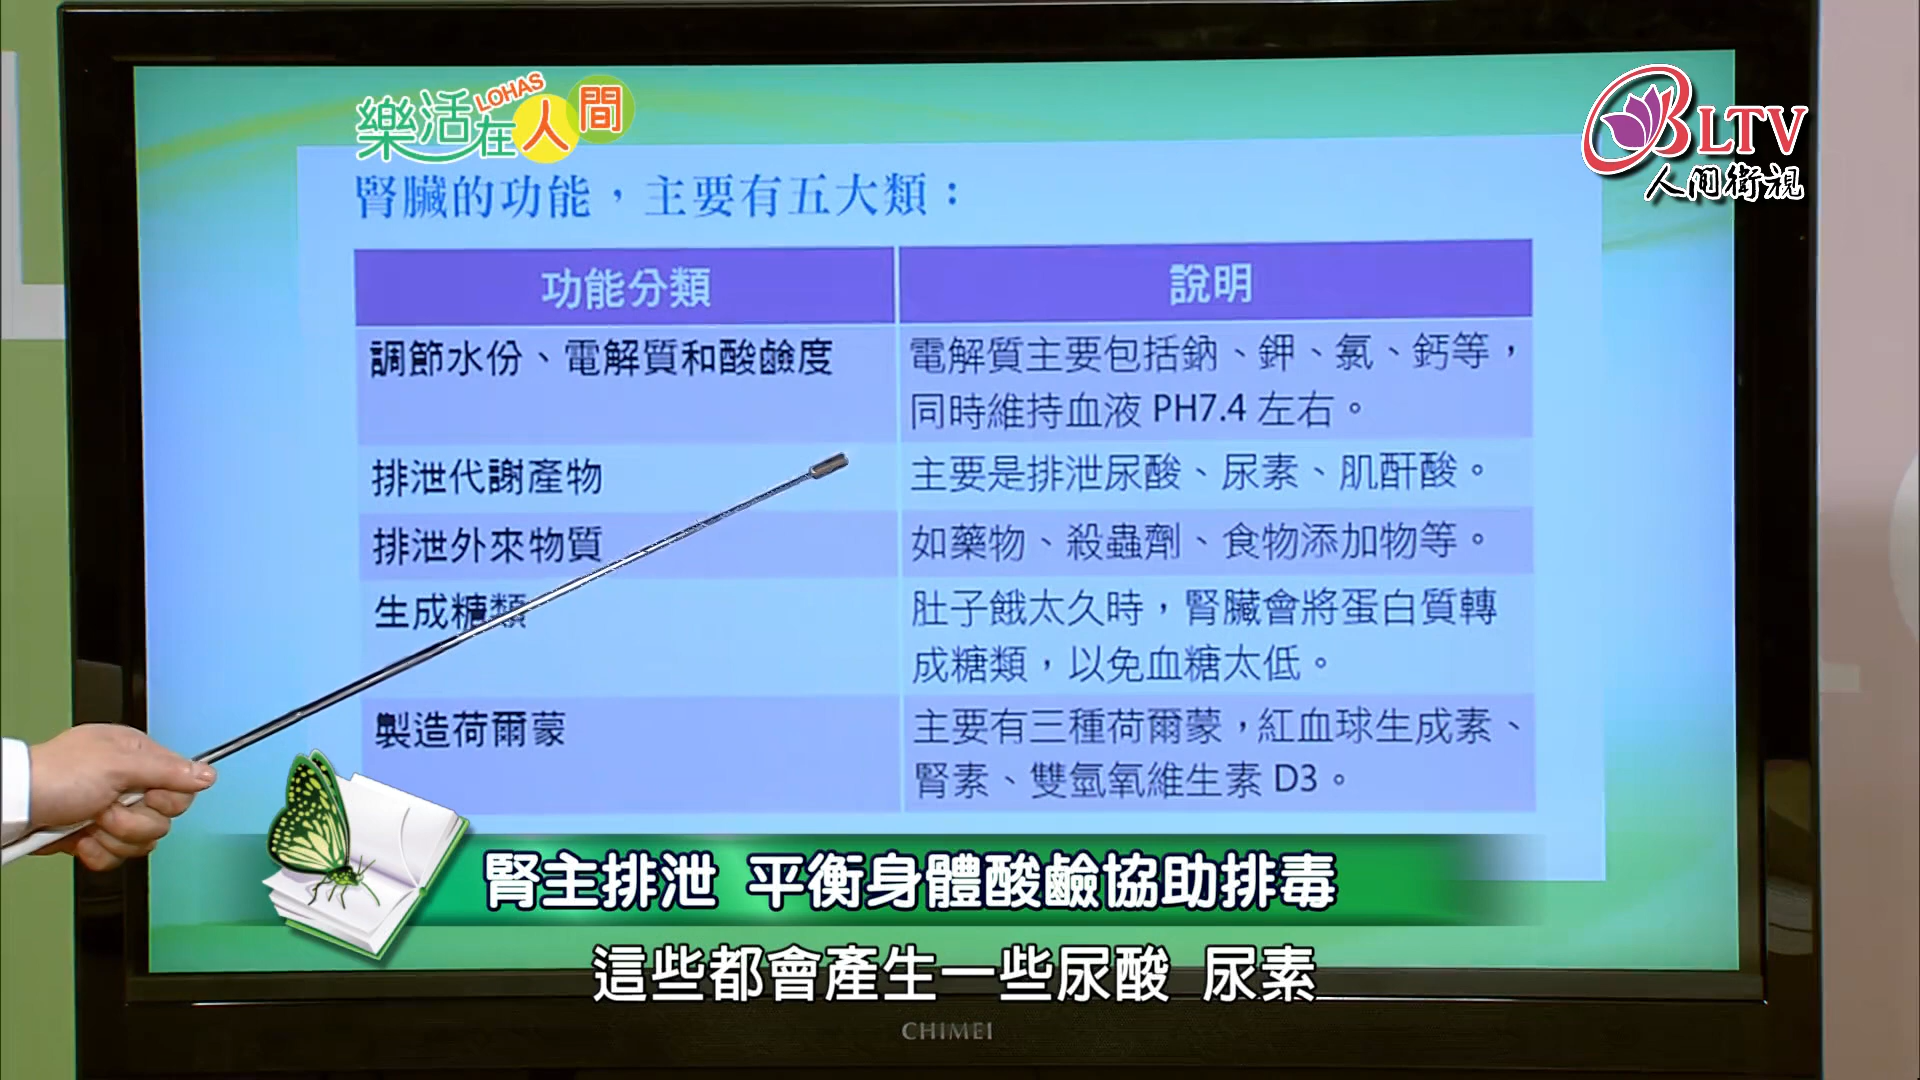 樂活在人間
LOHAS
BLTV
人間衛視
腎臟的功能，主要有五大類：
功能分類
說明
調節水份、電解質和酸鹼度
電解質主要包括鈉、鉀、氯、鈣等，
同時維持血液 PH7.4 左右。
排泄代謝產物
主要是排泄尿酸、尿素、肌酐酸。
排泄外來物質
如藥物、殺蟲劑、食物添加物等。
生成糖類
肚子餓太久時，腎臟會將蛋白質轉
成糖類，以免血糖太低。
製造荷爾蒙
主要有三種荷爾蒙，紅血球生成素、
腎素、雙氫氧維生素 D3。
腎主排泄 平衡身體酸鹼協助排毒
這些都會產生一些尿酸 尿素
CHIMEI